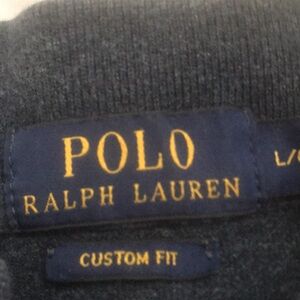 POLO
RALPH LAUREN
L/
CUSTOM FIT